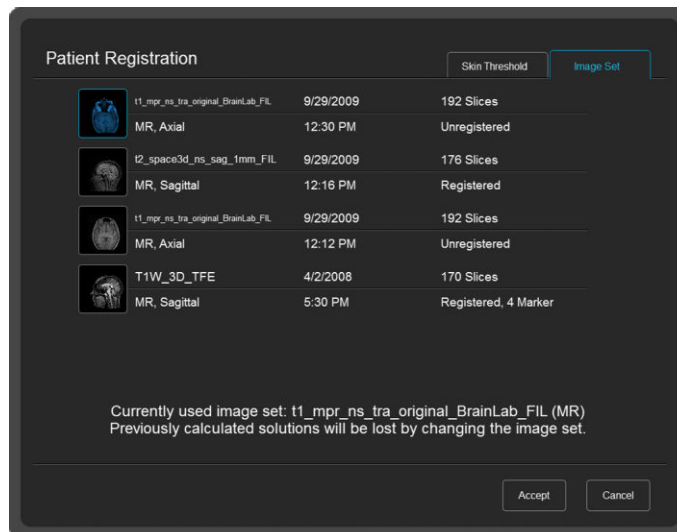 Patient Registration
Skin Threshold
Image Set
t1_mpr_ns_tra_original_BrainLab_FIL 9/29/2009 192 Slices
MR, Axial 12:30 PM Unregistered
t2_space3d_ns_sag_1mm_FIL 9/29/2009 176 Slices
MR, Sagittal 12:16 PM Registered
t1_mpr_ns_tra_original_BrainLab_FIL 9/29/2009 192 Slices
MR, Axial 12:12 PM Unregistered
T1W_3D_TFE 4/2/2008 170 Slices
MR, Sagittal 5:30 PM Registered, 4 Marker
Currently used image set: t1_mpr_ns_tra_original_BrainLab_FIL (MR)
Previously calculated solutions will be lost by changing the image set.
Accept
Cancel